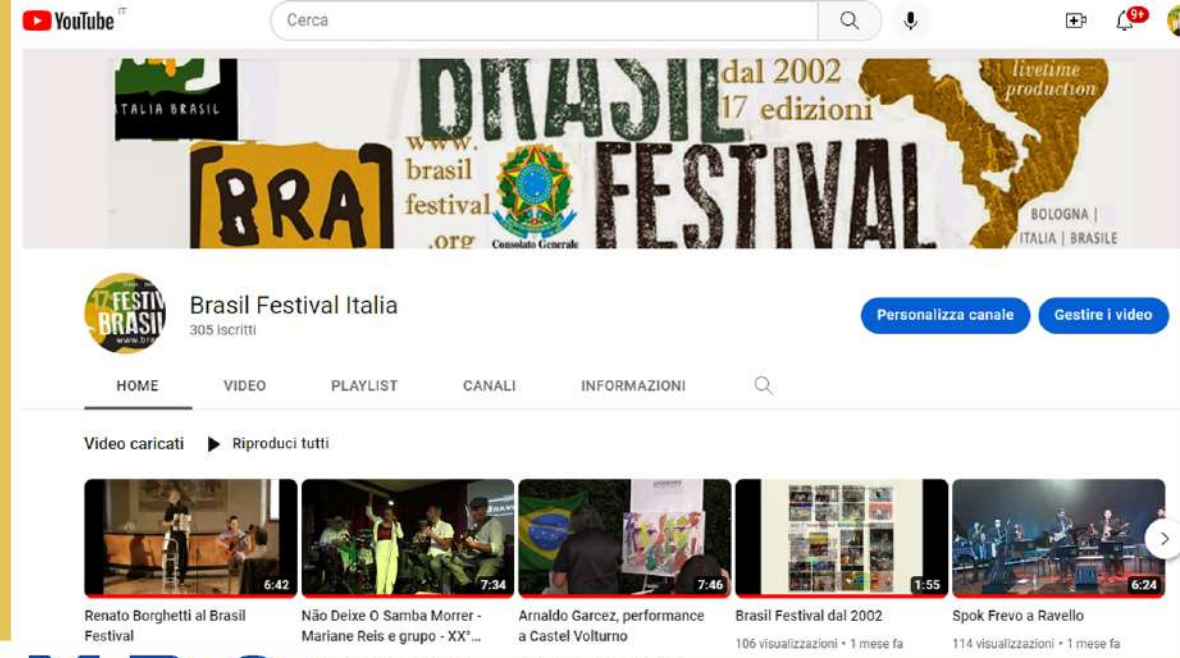 YouTube IT
Cerca
9+
ITALIA BRASIL
BRA
www.
brasil
festival
.org
Consolato Generale
BRASIL
FESTIVAL
dal 2002
17 edizioni
livetime
production
BOLOGNA |
ITALIA | BRASILE
17 FESTIV
BRASIL
www.bra
Brasil Festival Italia
305 iscritti
Personalizza canale
Gestire i video
HOME VIDEO PLAYLIST CANALI INFORMAZIONI
Video caricati Riproduci tutti
6:42
7:34
7:46
1:55
6:24
Renato Borghetti al Brasil
Festival
Não Deixe O Samba Morrer -
Mariane Reis e grupo - XX°...
Arnaldo Garcez, performance
a Castel Volturno
Brasil Festival dal 2002
106 visualizzazioni • 1 mese fa
Spok Frevo a Ravello
114 visualizzazioni • 1 mese fa